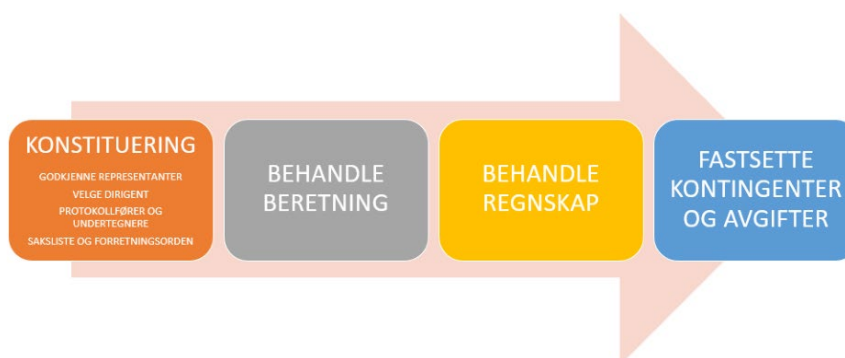 KONSTITUERING
GODKJENNE REPRESENTANTER
VELGE DIRIGENT
PROTOKOLLFØRER OG
UNDERTEGNERE
SAKSLISTE OG FORRETNINGSORDEN
BEHANDLE
BERETNING
BEHANDLE
REGNSKAP
FASTSETTE
KONTINGENTER
OG AVGIFTER